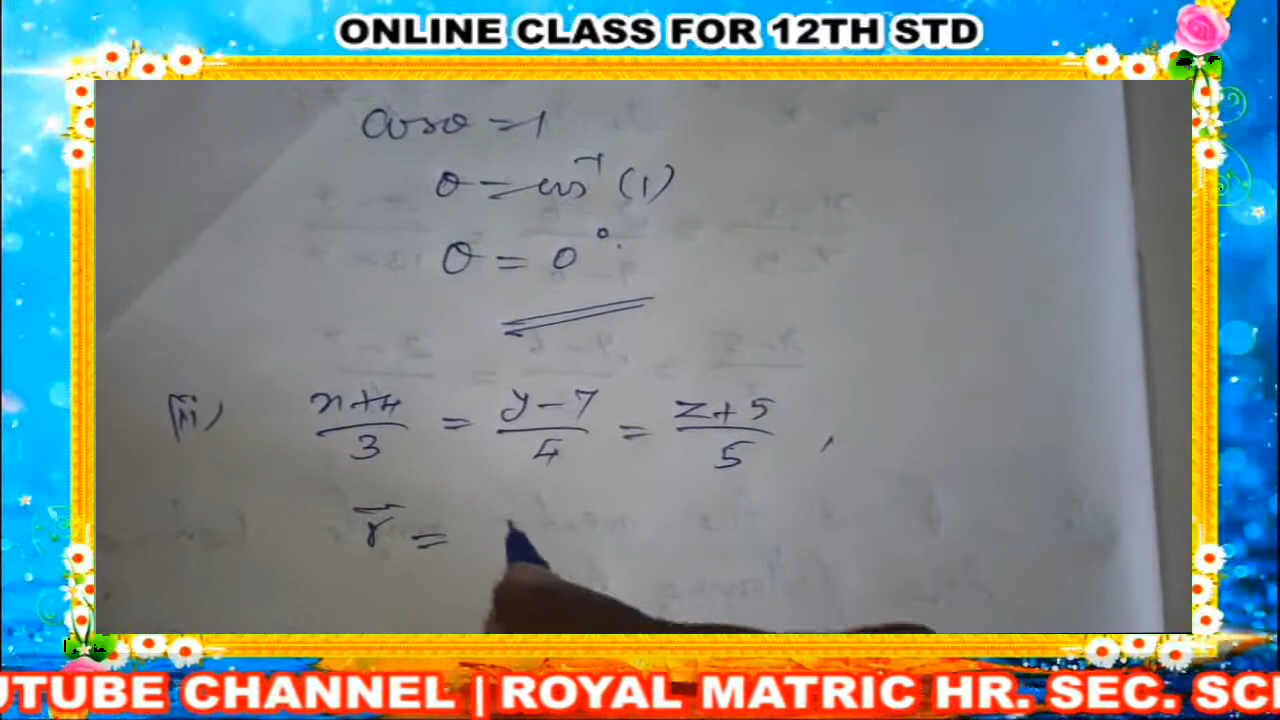 ONLINE CLASS FOR 12TH STD
cosθ = 1
θ = cos⁻¹ (1)
θ = 0°.
(x+4)/3 = (y-7)/4 = (z+5)/5 ,
r⃗ =
UTUBE CHANNEL | ROYAL MATRIC HR. SEC. SC